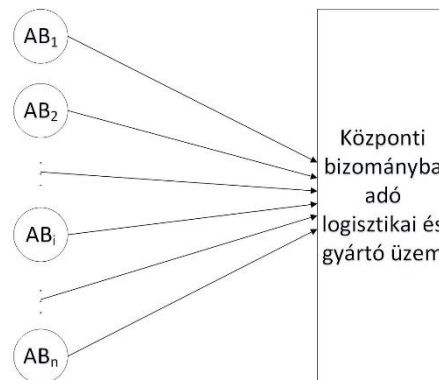 AB₁
AB₂
⋮
ABᵢ
⋮
ABₙ
Központi
bizományba
adó
logisztikai és
gyártó üzem